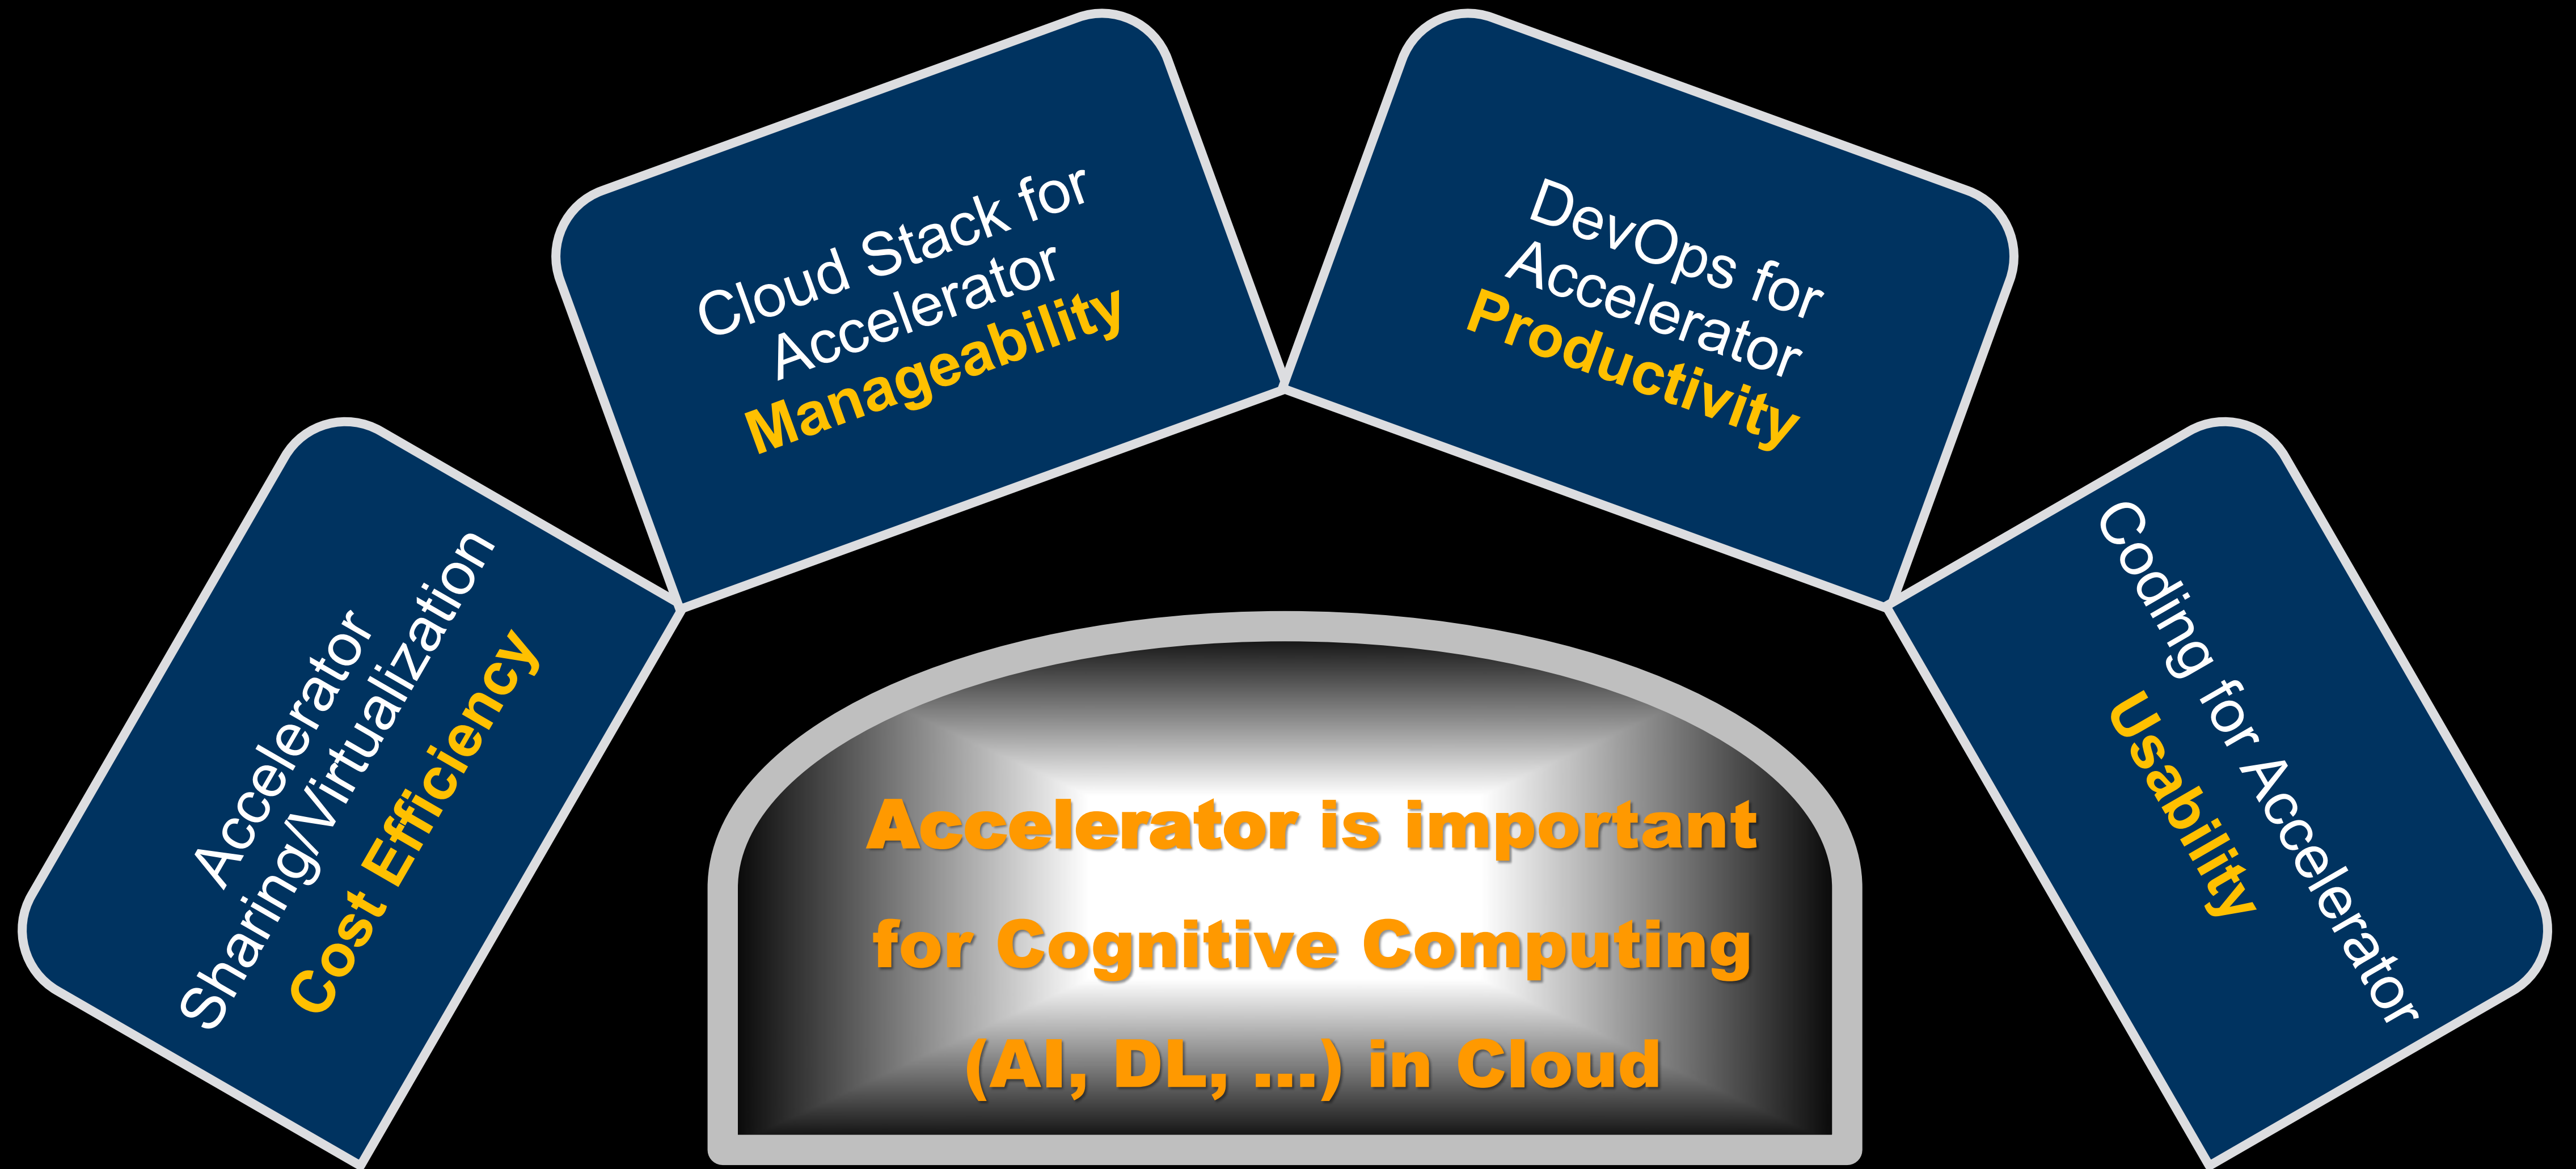 Accelerator
Sharing/Virtualization
Cost Efficiency
Cloud Stack for
Accelerator
Manageability
DevOps for
Accelerator
Productivity
Coding for Accelerator
Usability
Accelerator is important
for Cognitive Computing
(AI, DL, ...) in Cloud